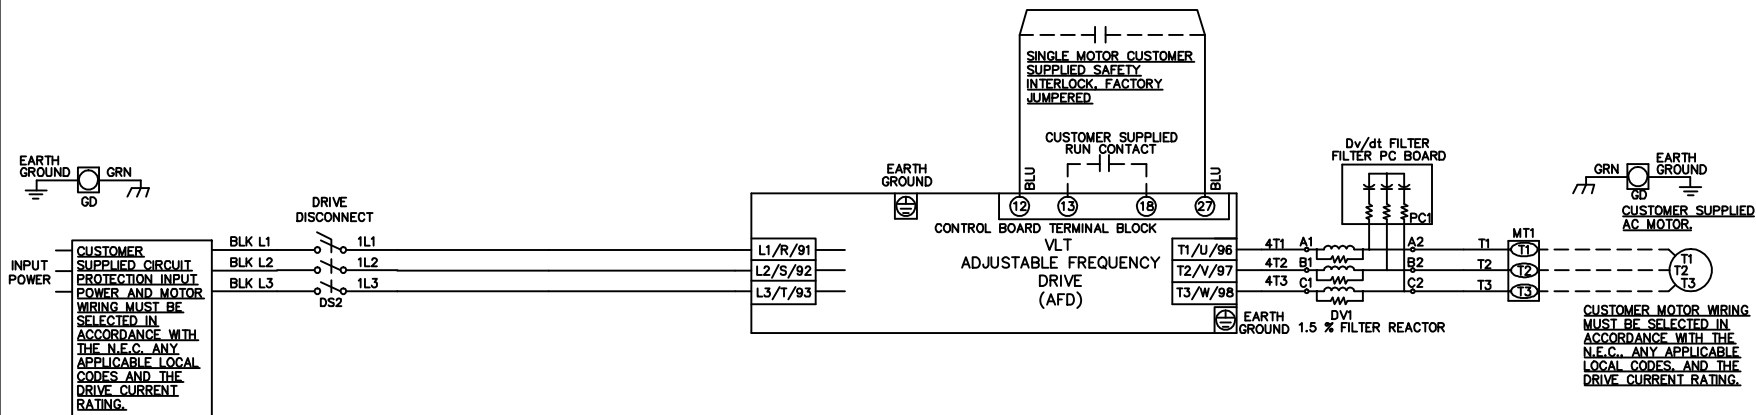 SINGLE MOTOR CUSTOMER
SUPPLIED SAFETY
INTERLOCK, FACTORY
JUMPERED
CUSTOMER SUPPLIED
RUN CONTACT
BLU
BLU
EARTH
GROUND
GRN
GD
DRIVE
DISCONNECT
BLK L1
1L1
BLK L2
1L2
BLK L3
1L3
DS2
INPUT
POWER
CUSTOMER
SUPPLIED CIRCUIT
PROTECTION INPUT
POWER AND MOTOR
WIRING MUST BE
SELECTED IN
ACCORDANCE WITH
THE N.E.C. ANY
APPLICABLE LOCAL
CODES AND THE
DRIVE CURRENT
RATING.
EARTH
GROUND
12
13
18
27
CONTROL BOARD TERMINAL BLOCK
VLT
ADJUSTABLE FREQUENCY
DRIVE
(AFD)
L1/R/91
L2/S/92
L3/T/93
T1/U/96
T2/V/97
T3/W/98
EARTH
GROUND
4T1
A1
A2
T1
4T2
B1
B2
T2
4T3
C1
C2
T3
DV1
1.5 % FILTER REACTOR
Dv/dt FILTER
FILTER PC BOARD
PC1
MT1
T1
T2
T3
GRN
GD
EARTH
GROUND
CUSTOMER SUPPLIED
AC MOTOR.
T1
T2
T3
CUSTOMER MOTOR WIRING
MUST BE SELECTED IN
ACCORDANCE WITH THE
N.E.C., ANY APPLICABLE
LOCAL CODES, AND THE
DRIVE CURRENT RATING.